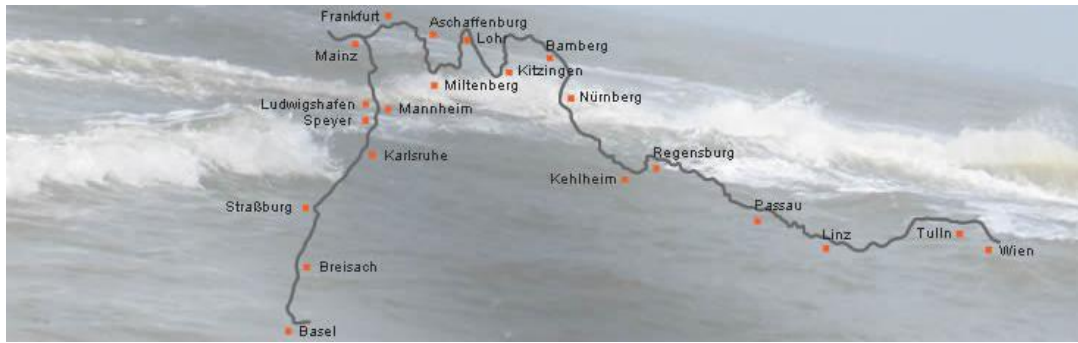 Frankfurt
Aschaffenburg
Lohr
Mainz
Bamberg
Kitzingen
Miltenberg
Ludwigshafen
Mannheim
Nürnberg
Speyer
Karlsruhe
Regensburg
Kehlheim
Straßburg
Passau
Linz
Tulln
Wien
Breisach
Basel